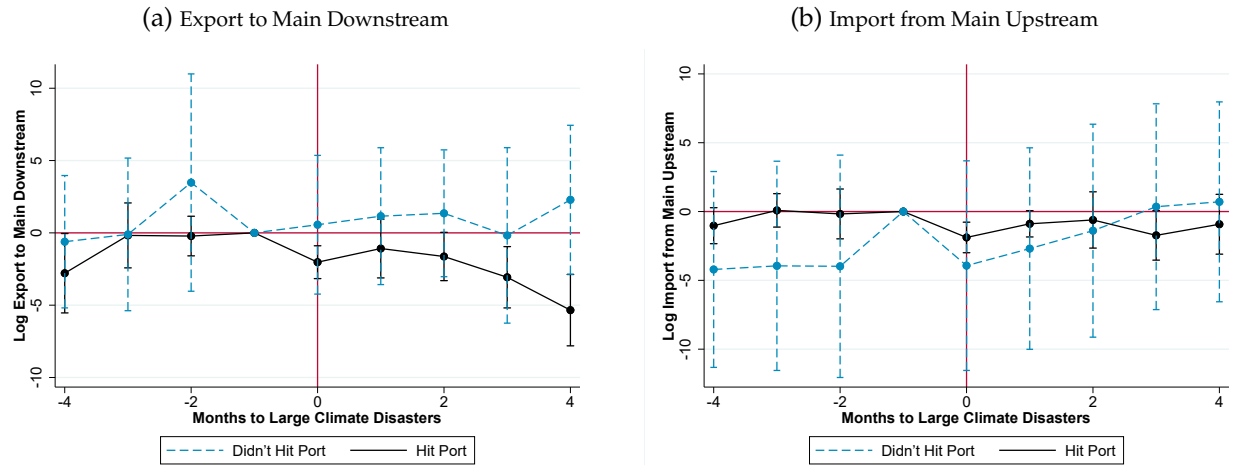 (a) Export to Main Downstream
Log Export to Main Downstream
10
5
0
-5
-10
-4
-2
0
2
4
Months to Large Climate Disasters
Didn't Hit Port
Hit Port
(b) Import from Main Upstream
Log Import from Main Upstream
10
5
0
-5
-10
-4
-2
0
2
4
Months to Large Climate Disasters
Didn't Hit Port
Hit Port